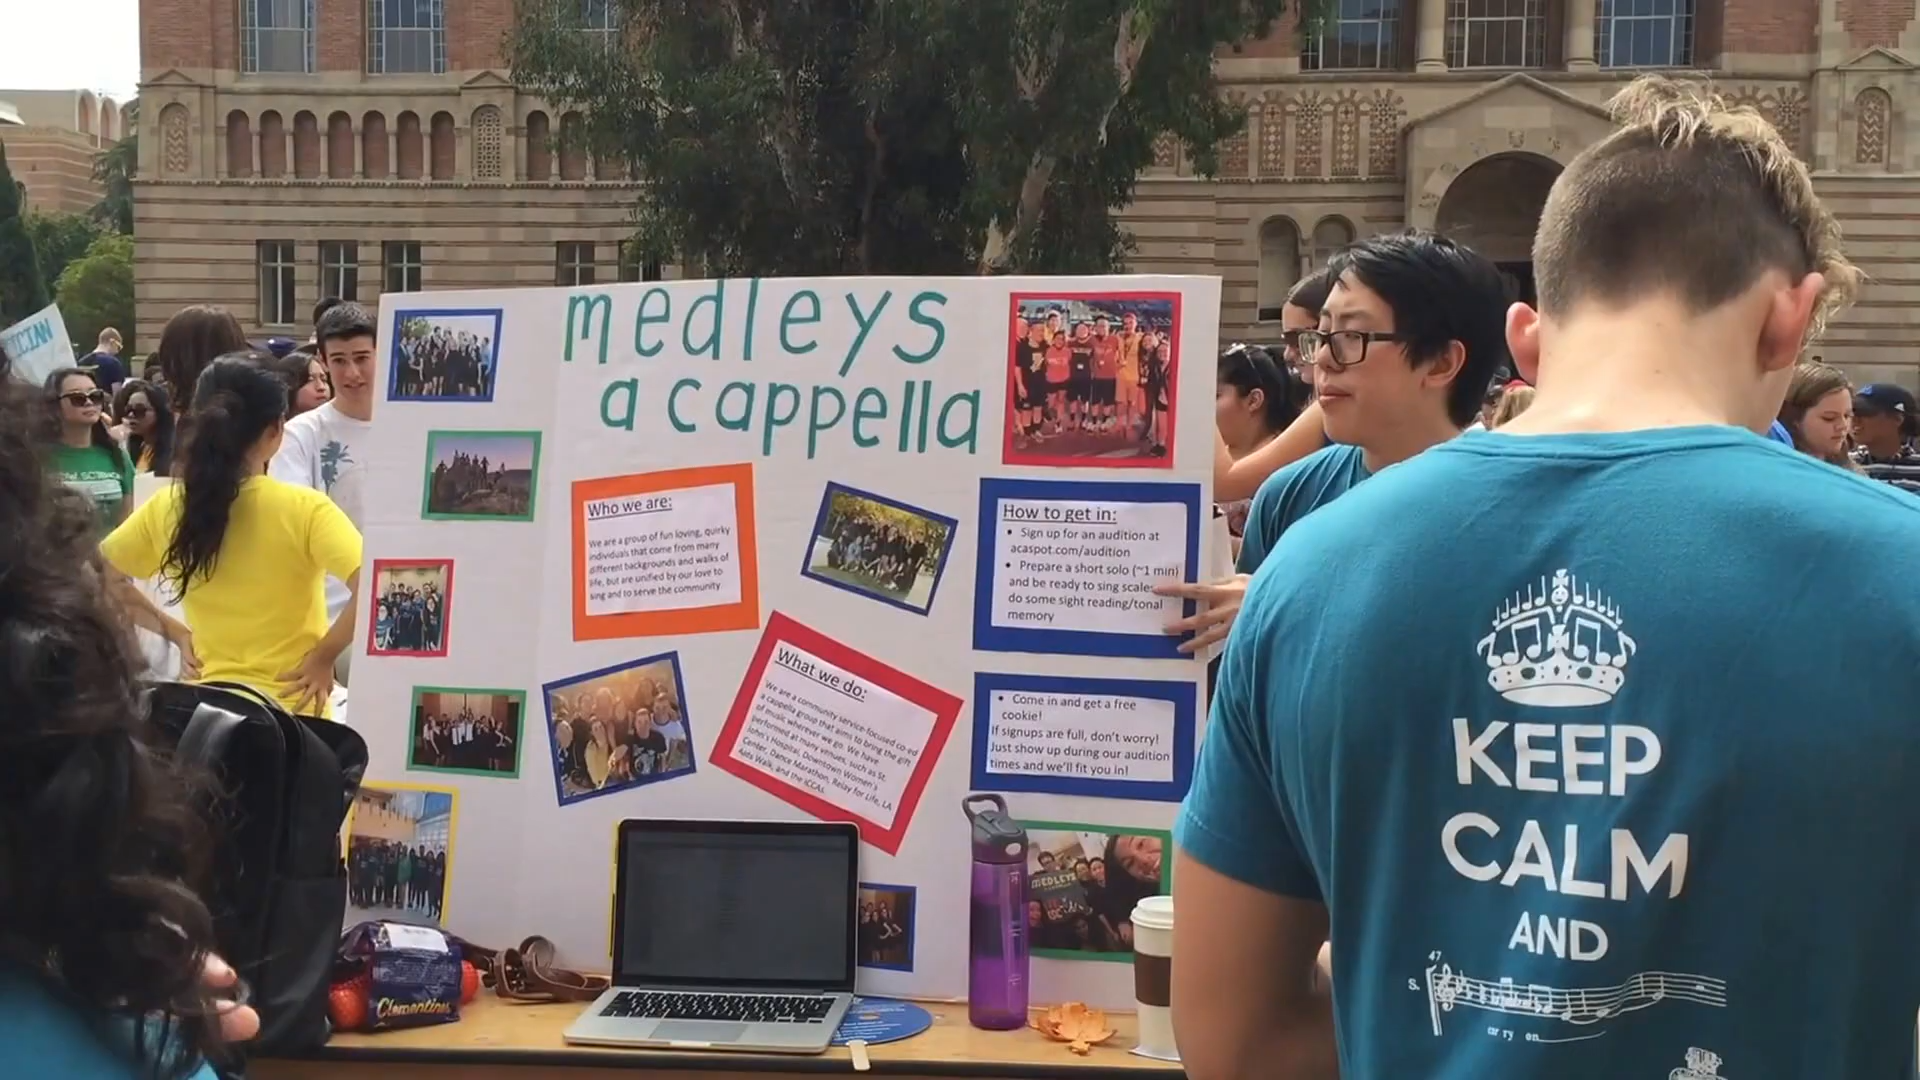 ICIAN
medleys
a cappella
Who we are:
We are a group of fun loving, quirky
individuals that come from many
different backgrounds and walks of
life, but are unified by our love to
sing and to serve the community
What we do:
We are a community service-focused co-ed
a cappella group that aims to bring the gift
of music wherever we go. We have
performed at many venues, such as St.
John's Hospital, Downtown Women's
Center, Dance Marathon, Relay for Life, LA
Aids Walk, and the ICCAs.
How to get in:
• Sign up for an audition at
acaspot.com/audition
• Prepare a short solo (~1 min)
and be ready to sing scales
do some sight reading/tonal
memory
• Come in and get a free
cookie!
If signups are full, don't worry!
Just show up during our audition
times and we'll fit you in!
MEDLEYS
Clementines
KEEP
CALM
AND
47
S.
car ry on